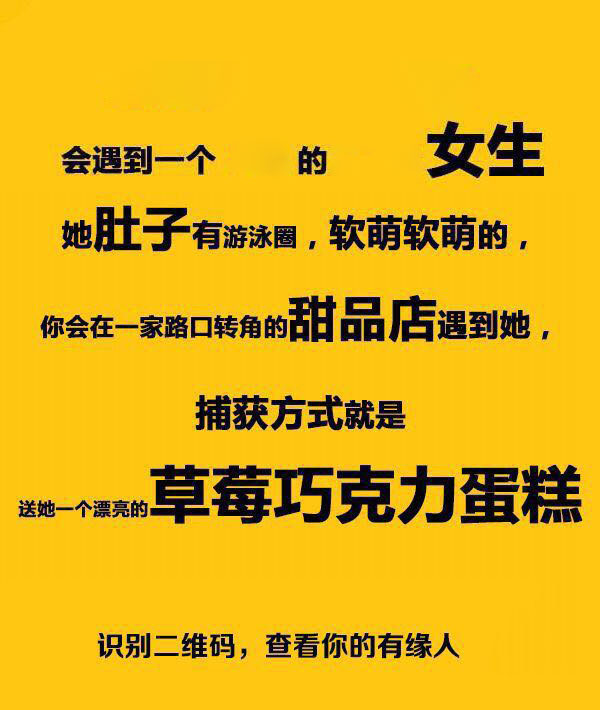 会遇到一个 的 女生
她肚子有游泳圈，软萌软萌的，
你会在一家路口转角的甜品店遇到她，
捕获方式就是
送她一个漂亮的草莓巧克力蛋糕
识别二维码，查看你的有缘人